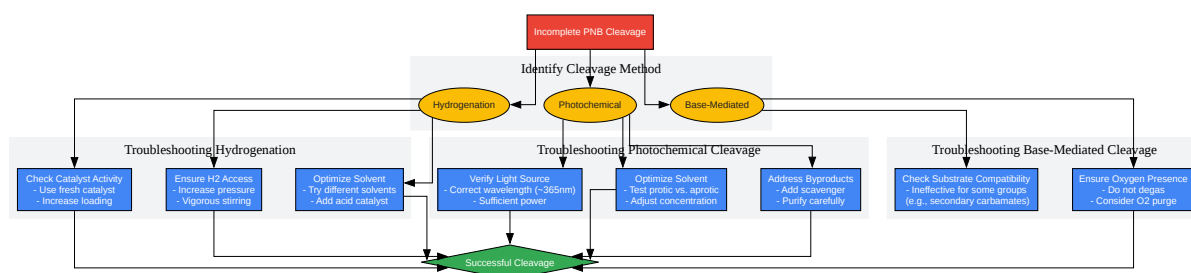 Incomplete PNB Cleavage
Identify Cleavage Method
Hydrogenation
Photochemical
Base-Mediated
Troubleshooting Hydrogenation
Check Catalyst Activity
- Use fresh catalyst
- Increase loading
Ensure H2 Access
- Increase pressure
- Vigorous stirring
Optimize Solvent
- Try different solvents
- Add acid catalyst
Troubleshooting Photochemical Cleavage
Verify Light Source
- Correct wavelength (~365nm)
- Sufficient power
Optimize Solvent
- Test protic vs. aprotic
- Adjust concentration
Address Byproducts
- Add scavenger
- Purify carefully
Troubleshooting Base-Mediated Cleavage
Check Substrate Compatibility
- Ineffective for some groups
(e.g., secondary carbamates)
Ensure Oxygen Presence
- Do not degas
- Consider O2 purge
Successful Cleavage